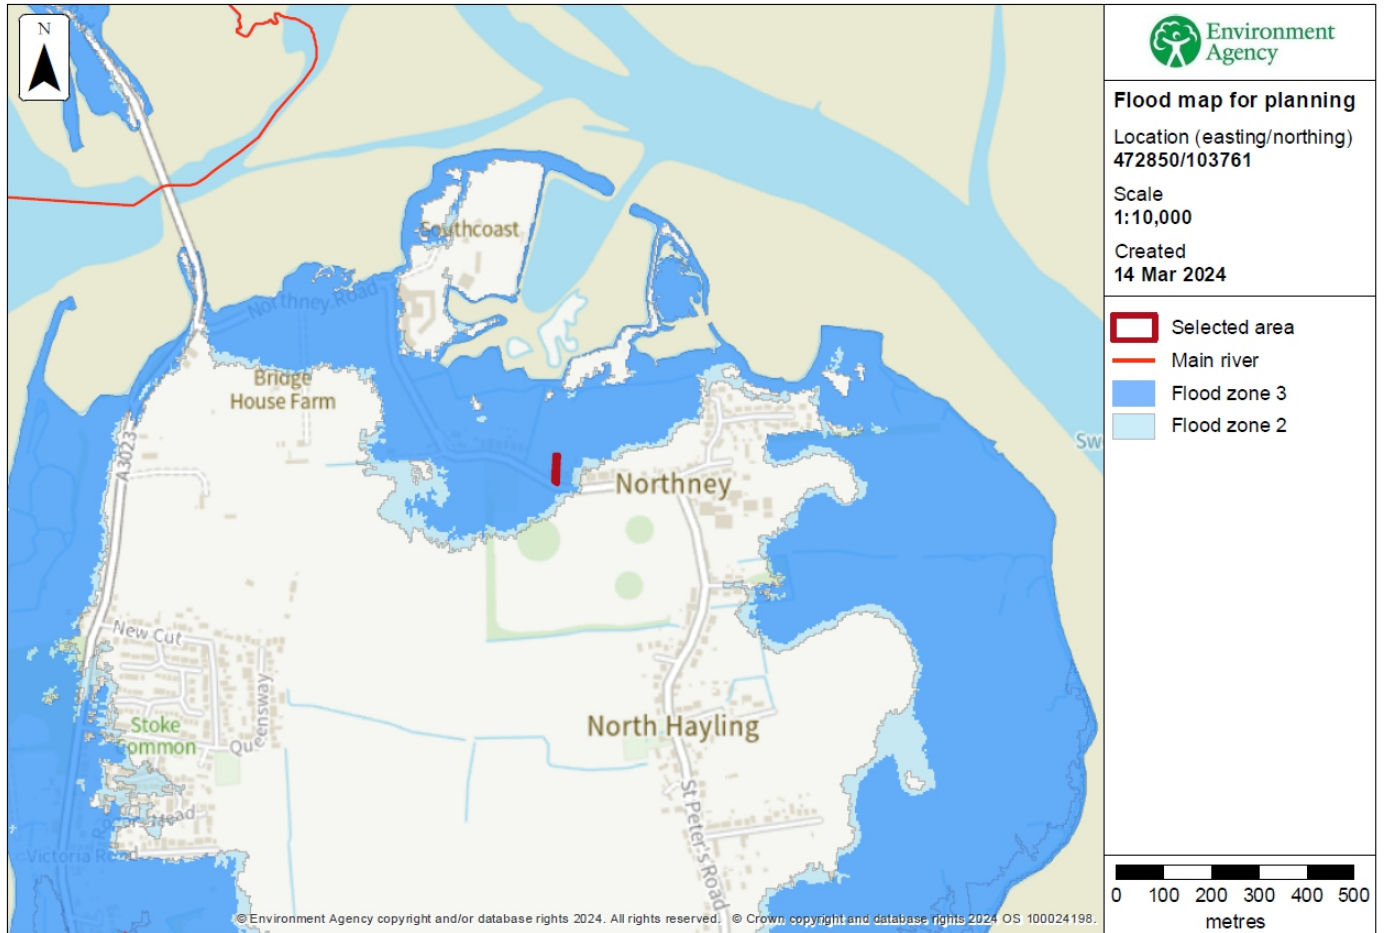 N
Southcoast
Northney Road
Bridge
House Farm
A3023
Northney
New Cut
Stoke
Common
Queensway
North Hayling
St Peter's Road
Victoria Road
© Environment Agency copyright and/or database rights 2024. All rights reserved. © Crown copyright and database rights 2024 OS 100024198.
Environment
Agency
Flood map for planning
Location (easting/northing)
472850/103761
Scale
1:10,000
Created
14 Mar 2024
Selected area
Main river
Flood zone 3
Flood zone 2
0 100 200 300 400 500
metres